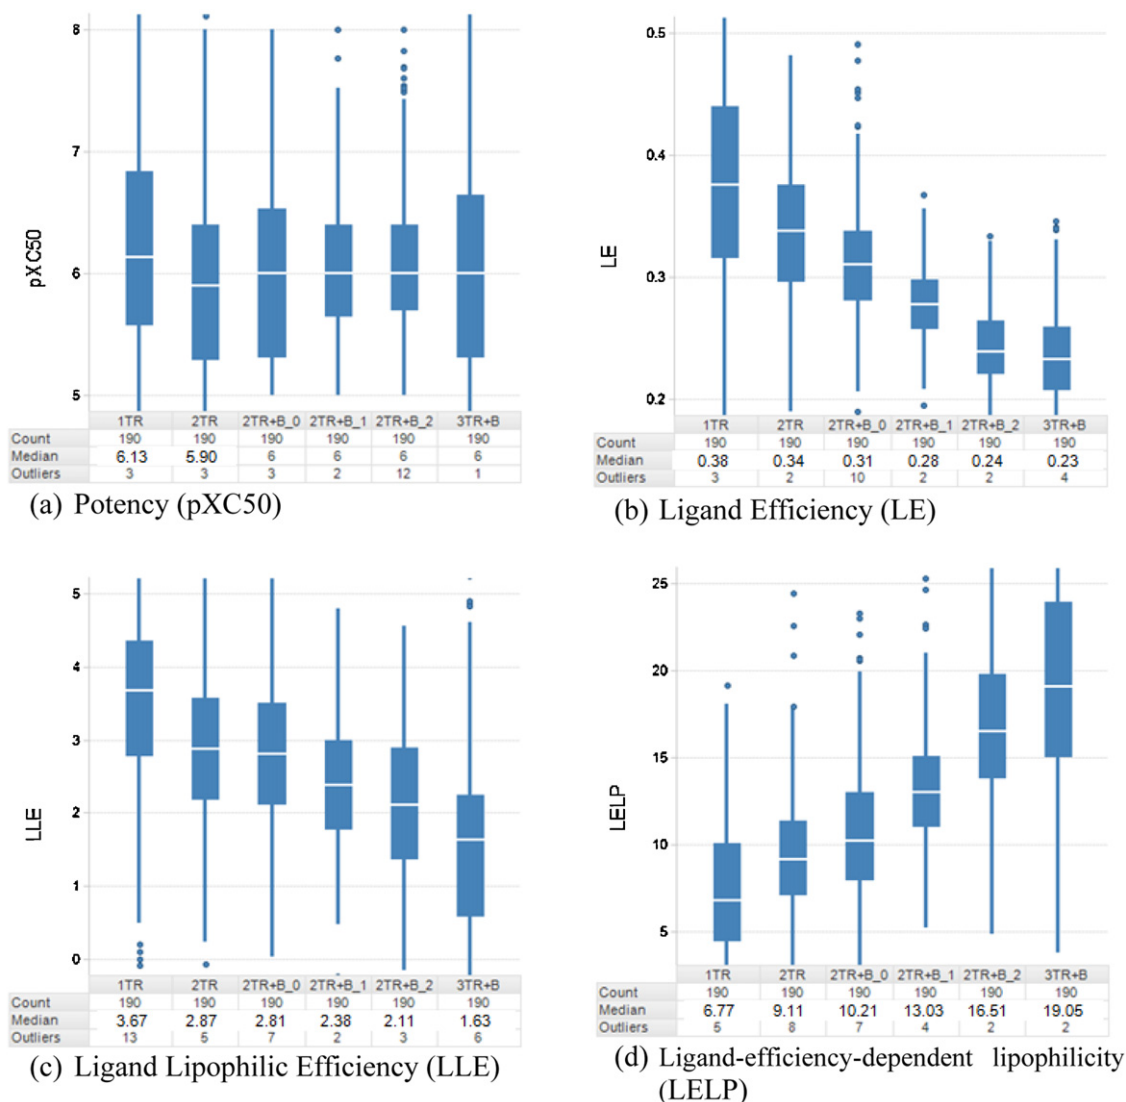 8
7
6
5
pXC50
1TR 2TR 2TR+B_0 2TR+B_1 2TR+B_2 3TR+B
Count 190 190 190 190 190 190
Median 6.13 5.90 6 6 6 6
Outliers 3 3 3 2 12 1
(a) Potency (pXC50)
0.5
0.4
0.3
0.2
LE
1TR 2TR 2TR+B_0 2TR+B_1 2TR+B_2 3TR+B
Count 190 190 190 190 190 190
Median 0.38 0.34 0.31 0.28 0.24 0.23
Outliers 3 2 10 2 2 4
(b) Ligand Efficiency (LE)
5
4
3
2
1
0
LLE
1TR 2TR 2TR+B_0 2TR+B_1 2TR+B_2 3TR+B
Count 190 190 190 190 190 190
Median 3.67 2.87 2.81 2.38 2.11 1.63
Outliers 13 5 7 2 3 6
(c) Ligand Lipophilic Efficiency (LLE)
25
20
15
10
5
LELP
1TR 2TR 2TR+B_0 2TR+B_1 2TR+B_2 3TR+B
Count 190 190 190 190 190 190
Median 6.77 9.11 10.21 13.03 16.51 19.05
Outliers 5 8 7 4 2 2
(d) Ligand-efficiency-dependent lipophilicity
(LELP)